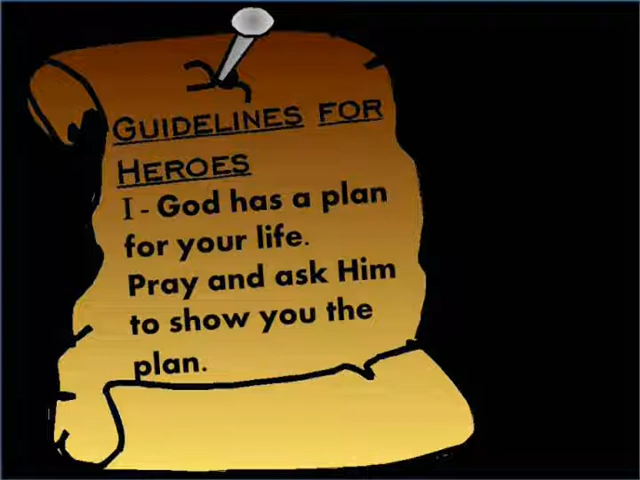 GUIDELINES FOR
HEROES
I - God has a plan
for your life.
Pray and ask Him
to show you the
plan.